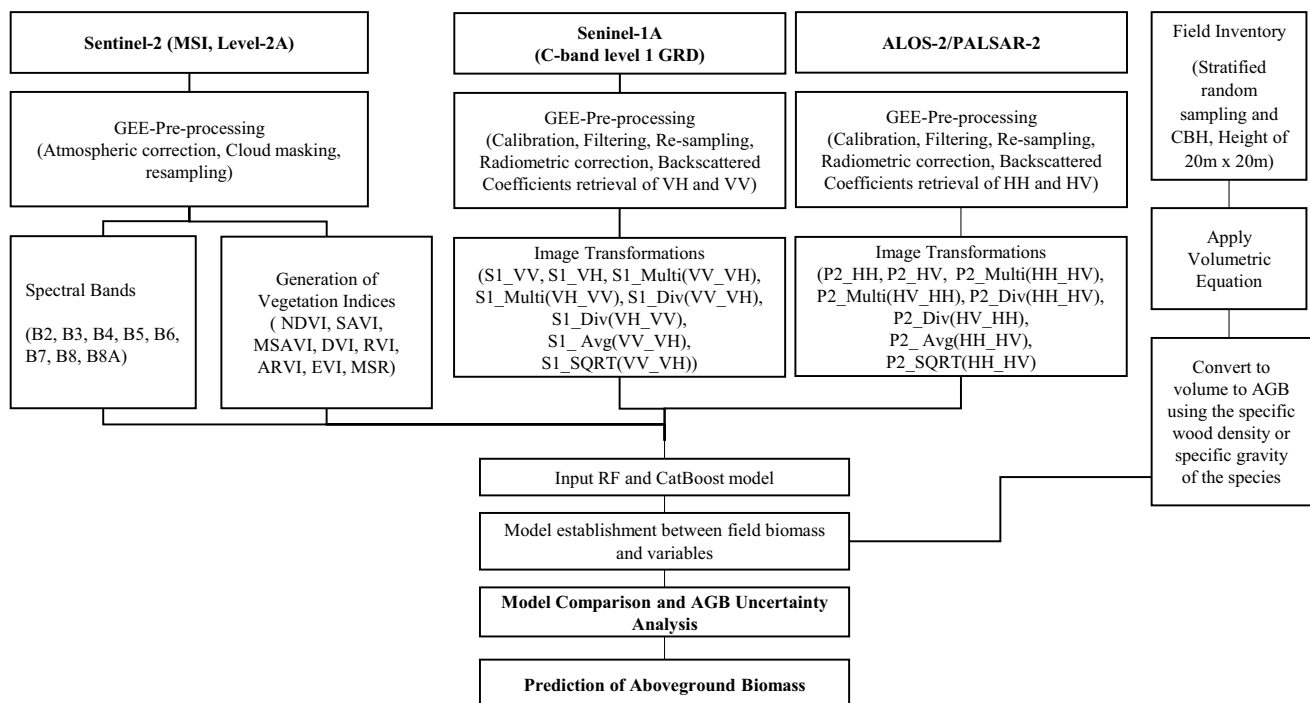 Sentinel-2 (MSI, Level-2A)
Seninel-1A
(C-band level 1 GRD)
ALOS-2/PALSAR-2
Field Inventory
(Stratified
random
sampling and
CBH, Height of
20m x 20m)
GEE-Pre-processing
(Atmospheric correction, Cloud masking,
resampling)
GEE-Pre-processing
(Calibration, Filtering, Re-sampling,
Radiometric correction, Backscattered
Coefficients retrieval of VH and VV)
GEE-Pre-processing
(Calibration, Filtering, Re-sampling,
Radiometric correction, Backscattered
Coefficients retrieval of HH and HV)
Apply
Volumetric
Equation
Spectral Bands
(B2, B3, B4, B5, B6,
B7, B8, B8A)
Generation of
Vegetation Indices
( NDVI, SAVI,
MSAVI, DVI, RVI,
ARVI, EVI, MSR)
Image Transformations
(S1_VV, S1_VH, S1_Multi(VV_VH),
S1_Multi(VH_VV), S1_Div(VV_VH),
S1_Div(VH_VV),
S1_ Avg(VV_VH),
S1_SQRT(VV_VH))
Image Transformations
(P2_HH, P2_HV, P2_Multi(HH_HV),
P2_Multi(HV_HH), P2_Div(HH_HV),
P2_Div(HV_HH),
P2_ Avg(HH_HV),
P2_SQRT(HH_HV)
Convert to
volume to AGB
using the specific
wood density or
specific gravity
of the species
Input RF and CatBoost model
Model establishment between field biomass
and variables
Model Comparison and AGB Uncertainty
Analysis
Prediction of Aboveground Biomass